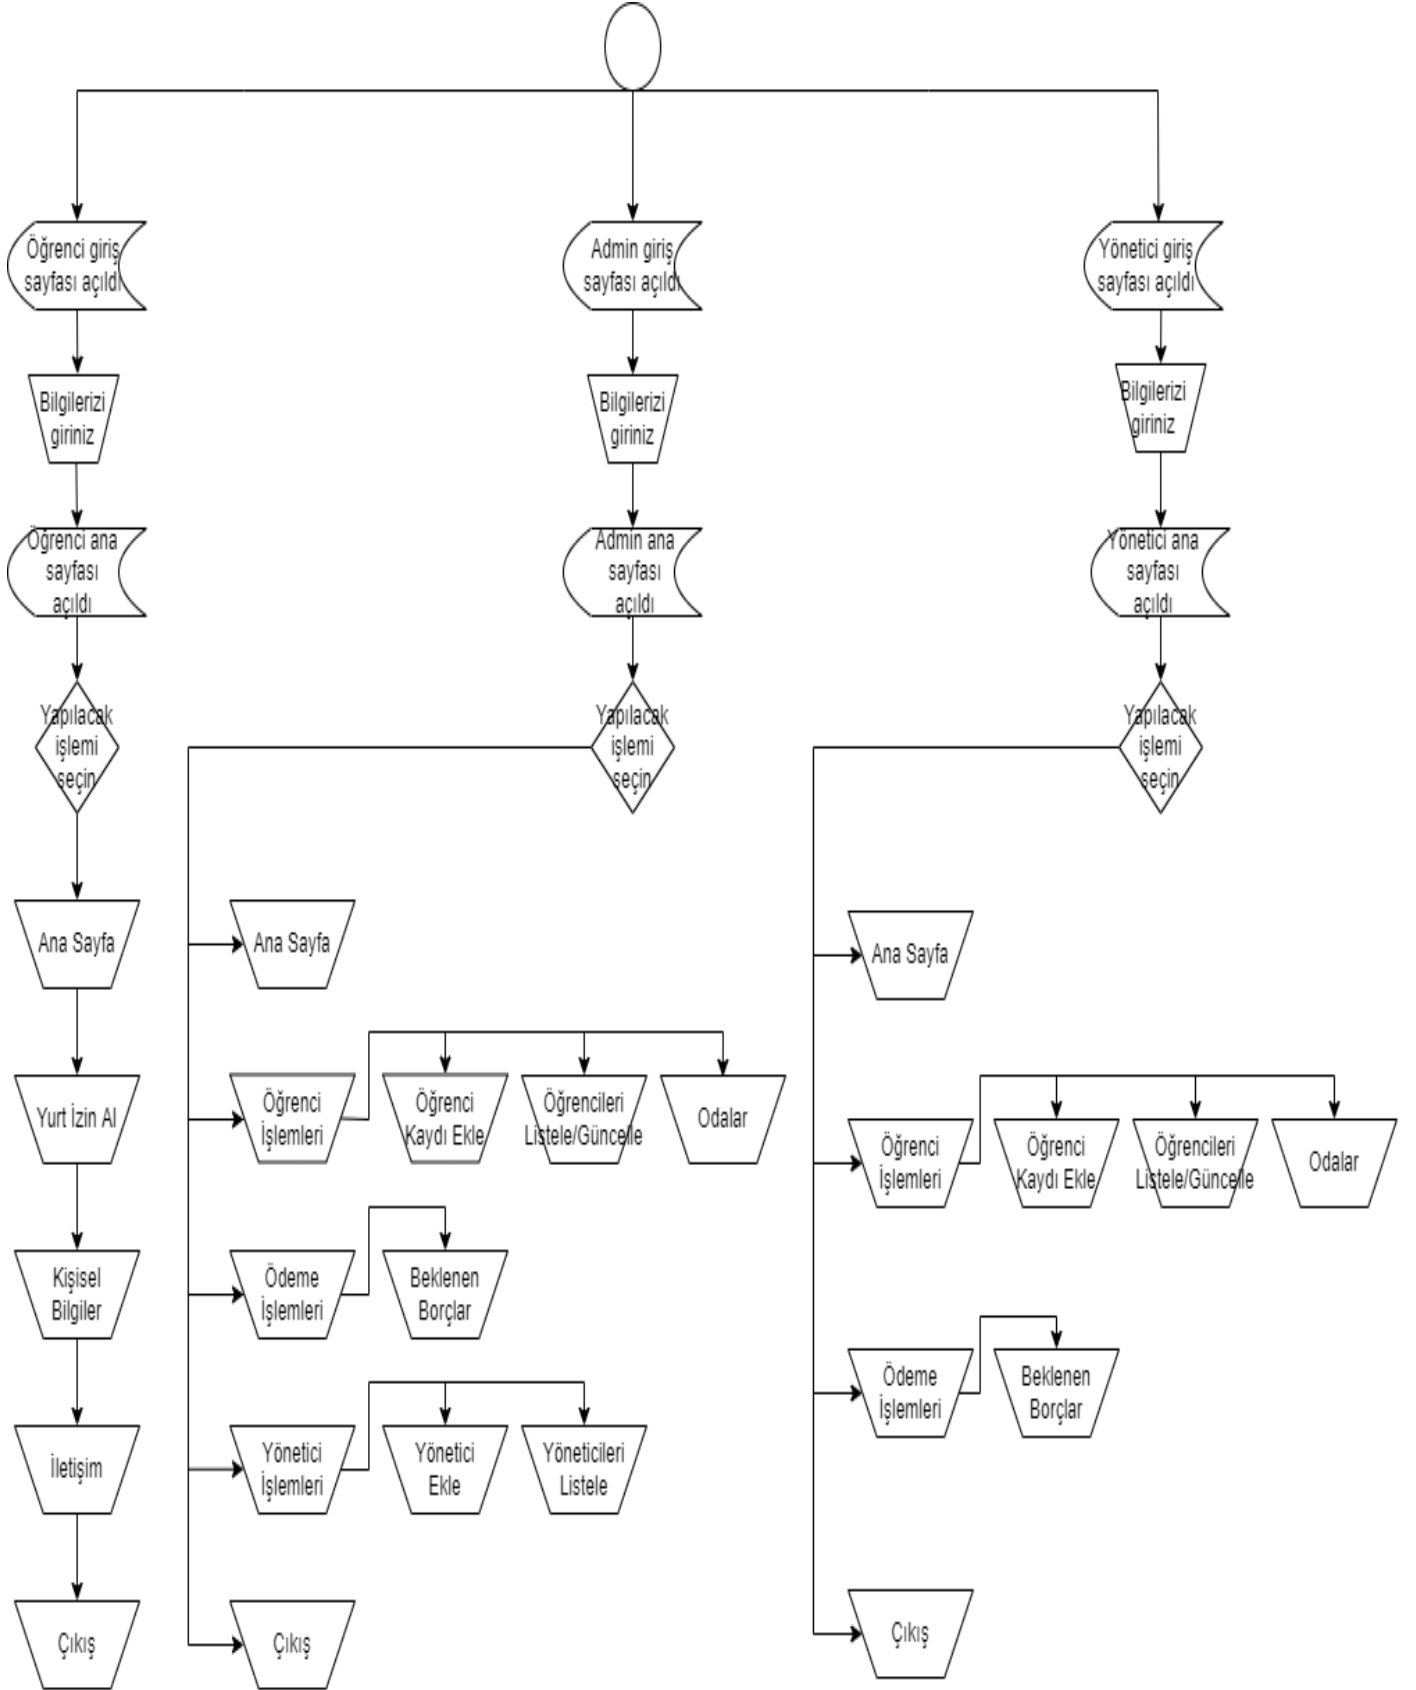 Öğrenci giriş
sayfası açıldı
Admin giriş
sayfası açıldı
Yönetici giriş
sayfası açıldı
Bilgilerizi
giriniz
Bilgilerizi
giriniz
Bilgilerizi
giriniz
Öğrenci ana
sayfası
açıldı
Admin ana
sayfası
açıldı
Yönetici ana
sayfası
açıldı
Yapılacak
işlemi
seçin
Yapılacak
işlemi
seçin
Yapılacak
işlemi
seçin
Ana Sayfa
Yurt İzin Al
Kişisel
Bilgiler
İletişim
Çıkış
Ana Sayfa
Öğrenci
İşlemleri
Öğrenci
Kaydı Ekle
Öğrencileri
Listele/Güncelle
Odalar
Ödeme
İşlemleri
Beklenen
Borçlar
Yönetici
İşlemleri
Yönetici
Ekle
Yöneticileri
Listele
Çıkış
Ana Sayfa
Öğrenci
İşlemleri
Öğrenci
Kaydı Ekle
Öğrencileri
Listele/Güncelle
Odalar
Ödeme
İşlemleri
Beklenen
Borçlar
Çıkış